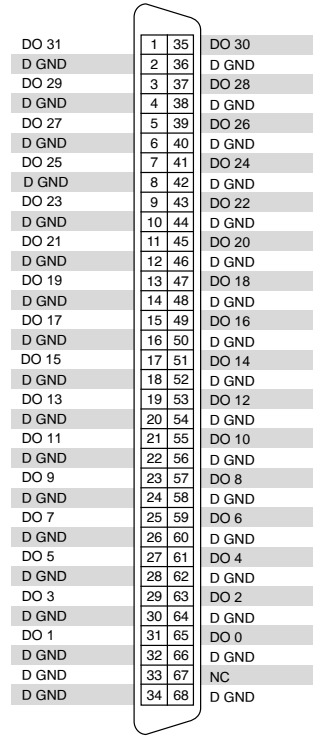 DO 31 1 35 DO 30
D GND 2 36 D GND
DO 29 3 37 DO 28
D GND 4 38 D GND
DO 27 5 39 DO 26
D GND 6 40 D GND
DO 25 7 41 DO 24
D GND 8 42 D GND
DO 23 9 43 DO 22
D GND 10 44 D GND
DO 21 11 45 DO 20
D GND 12 46 D GND
DO 19 13 47 DO 18
D GND 14 48 D GND
DO 17 15 49 DO 16
D GND 16 50 D GND
DO 15 17 51 DO 14
D GND 18 52 D GND
DO 13 19 53 DO 12
D GND 20 54 D GND
DO 11 21 55 DO 10
D GND 22 56 D GND
DO 9 23 57 DO 8
D GND 24 58 D GND
DO 7 25 59 DO 6
D GND 26 60 D GND
DO 5 27 61 DO 4
D GND 28 62 D GND
DO 3 29 63 DO 2
D GND 30 64 D GND
DO 1 31 65 DO 0
D GND 32 66 D GND
D GND 33 67 NC
D GND 34 68 D GND